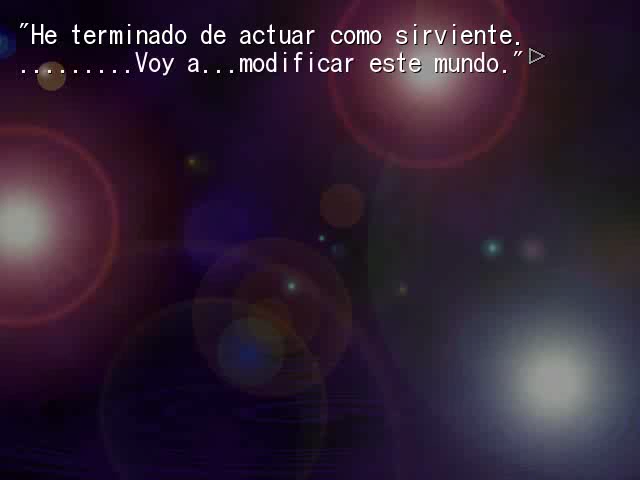 "He terminado de actuar como sirviente.
.........Voy a...modificar este mundo."